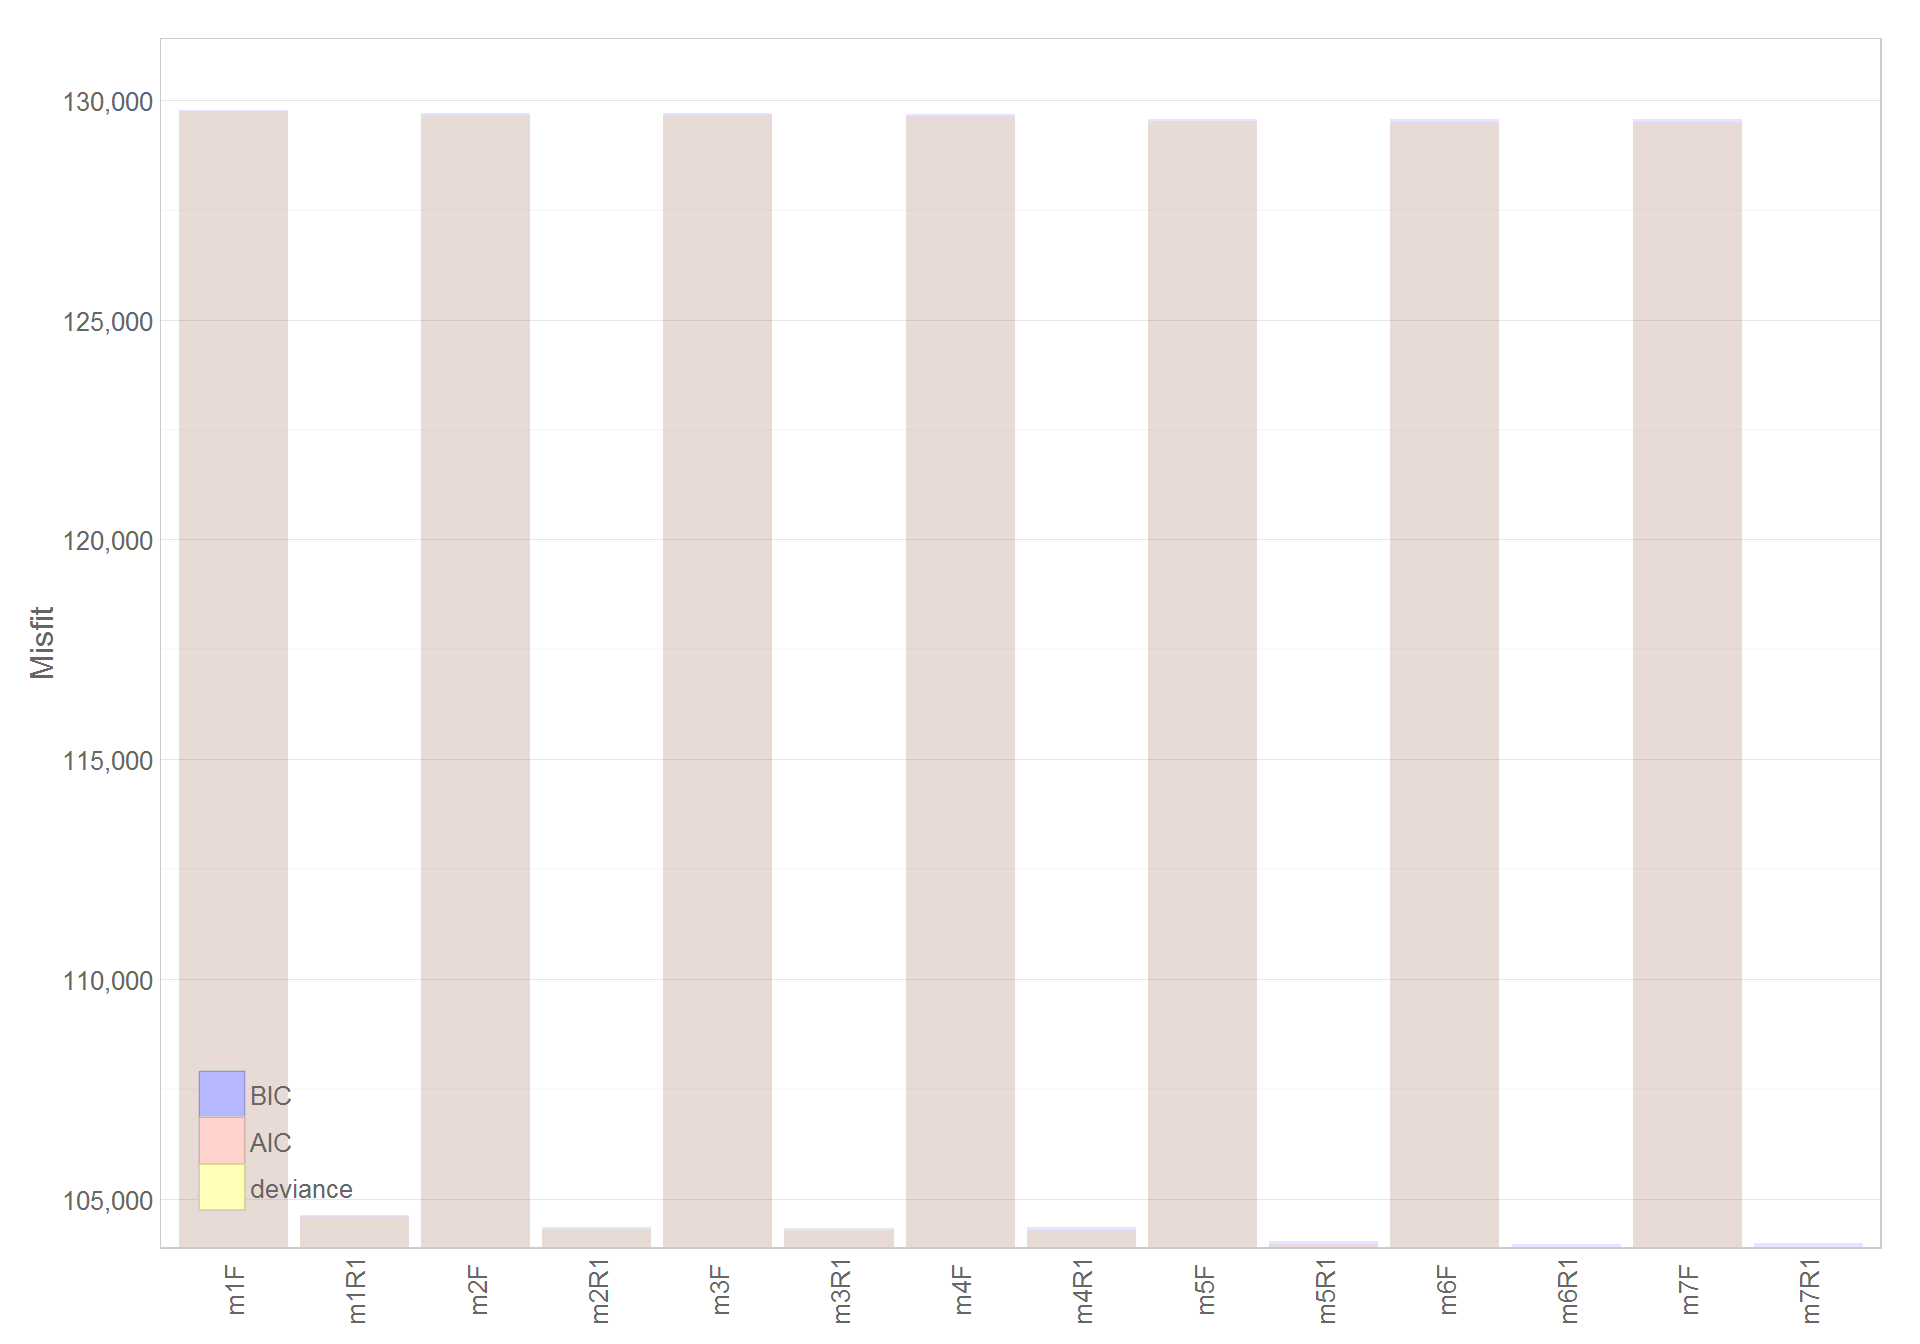 130,000
125,000
120,000
115,000
110,000
105,000
Misfit
BIC
AIC
deviance
m1F
m1R1
m2F
m2R1
m3F
m3R1
m4F
m4R1
m5F
m5R1
m6F
m6R1
m7F
m7R1